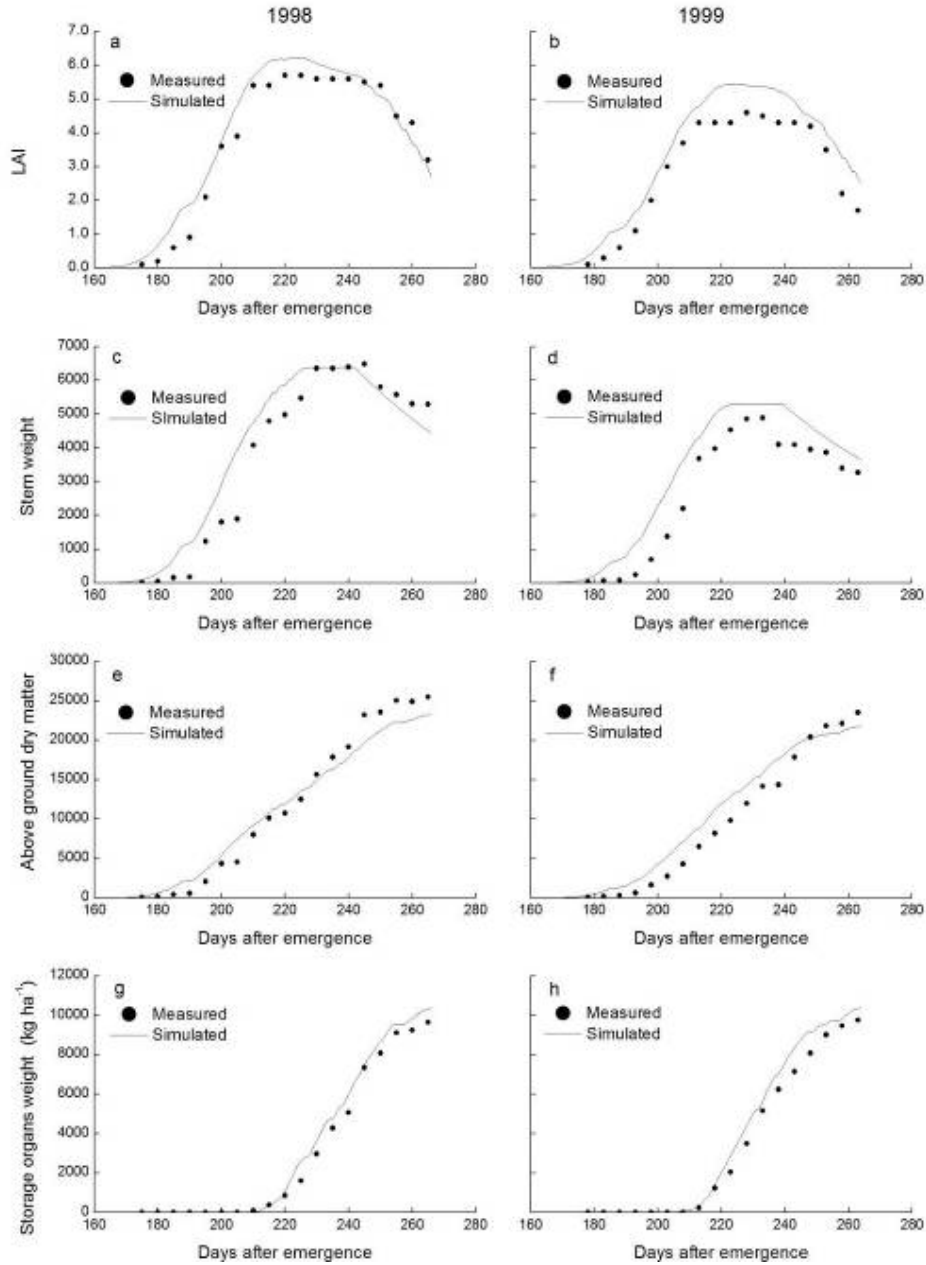 1998
1999
a
Measured
Simulated
7.0
6.0
5.0
4.0
3.0
2.0
1.0
0.0
LAI
160 180 200 220 240 260 280
Days after emergence
b
Measured
Simulated
160 180 200 220 240 260 280
Days after emergence
c
Measured
SImulated
7000
6000
5000
4000
3000
2000
1000
0
Stem weight
160 180 200 220 240 260 280
Days after emergence
d
Measured
Simulated
160 180 200 220 240 260 280
Days after emergence
e
Measured
Simulated
30000
25000
20000
15000
10000
5000
0
Above ground dry matter
160 180 200 220 240 260 280
Days after emergence
f
Measured
Simulated
160 180 200 220 240 260 280
Days after emergence
g
Measured
Simulated
12000
10000
8000
6000
4000
2000
0
Storage organs weight (kg ha⁻¹)
160 180 200 220 240 260 280
Days after emergence
h
Measured
Simulated
160 180 200 220 240 260 280
Days after emergence